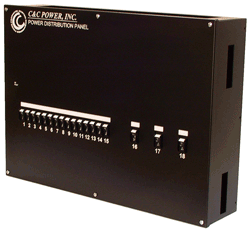 C&C POWER, INC.
POWER DISTRIBUTION PANEL
1 2 3 4 5 6 7 8 9 10 11 12 13 14 15
16 17 18